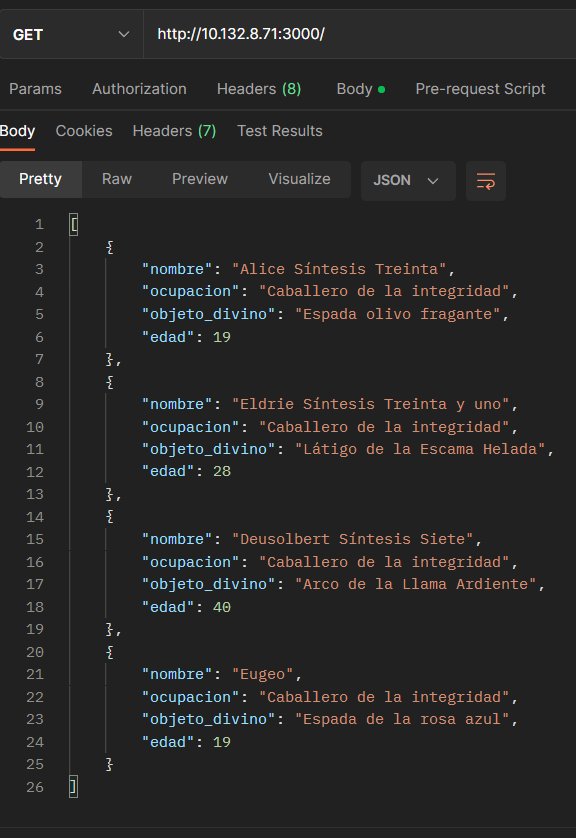 GET http://10.132.8.71:3000/
Params Authorization Headers (8) Body Pre-request Script
Body Cookies Headers (7) Test Results
Pretty Raw Preview Visualize JSON
1 [
2 {
3 "nombre": "Alice Síntesis Treinta",
4 "ocupacion": "Caballero de la integridad",
5 "objeto_divino": "Espada olivo fragante",
6 "edad": 19
7 },
8 {
9 "nombre": "Eldrie Síntesis Treinta y uno",
10 "ocupacion": "Caballero de la integridad",
11 "objeto_divino": "Látigo de la Escama Helada",
12 "edad": 28
13 },
14 {
15 "nombre": "Deusolbert Síntesis Siete",
16 "ocupacion": "Caballero de la integridad",
17 "objeto_divino": "Arco de la Llama Ardiente",
18 "edad": 40
19 },
20 {
21 "nombre": "Eugeo",
22 "ocupacion": "Caballero de la integridad",
23 "objeto_divino": "Espada de la rosa azul",
24 "edad": 19
25 }
26 ]